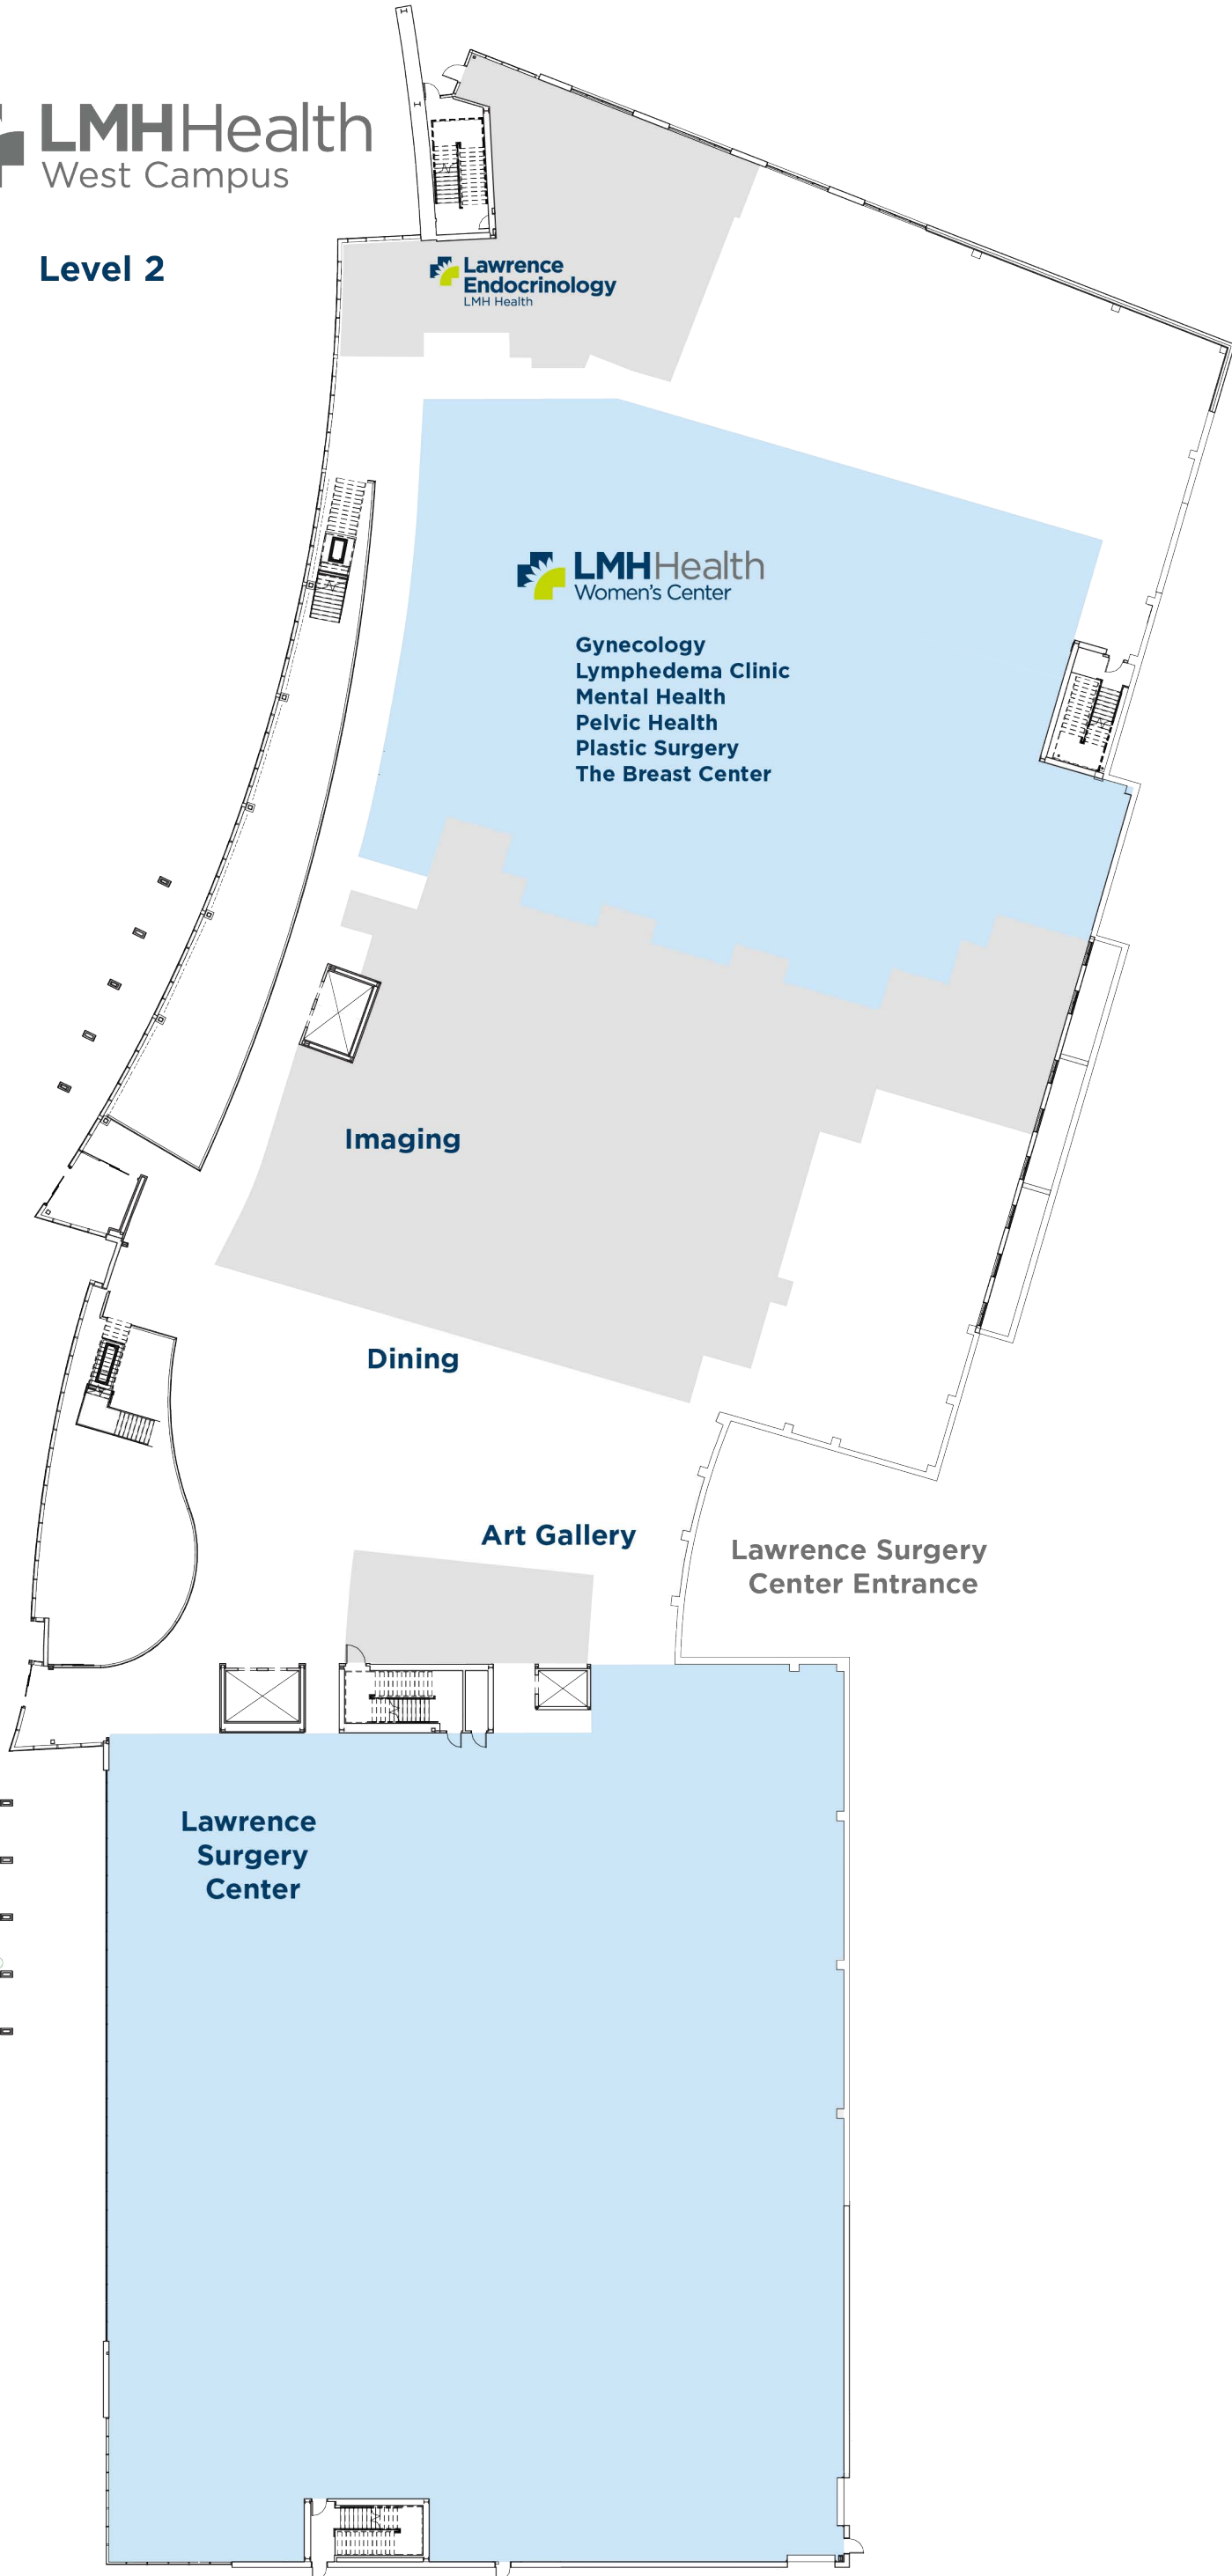 LMHHealth
West Campus
Level 2
Lawrence
Endocrinology
LMH Health
LMHHealth
Women's Center
Gynecology
Lymphedema Clinic
Mental Health
Pelvic Health
Plastic Surgery
The Breast Center
Imaging
Dining
Art Gallery
Lawrence Surgery
Center Entrance
Lawrence
Surgery
Center